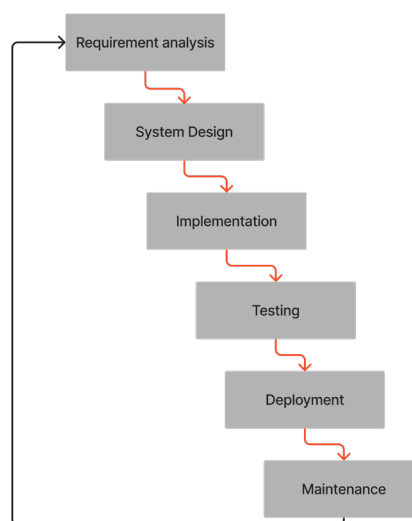 Requirement analysis
System Design
Implementation
Testing
Deployment
Maintenance